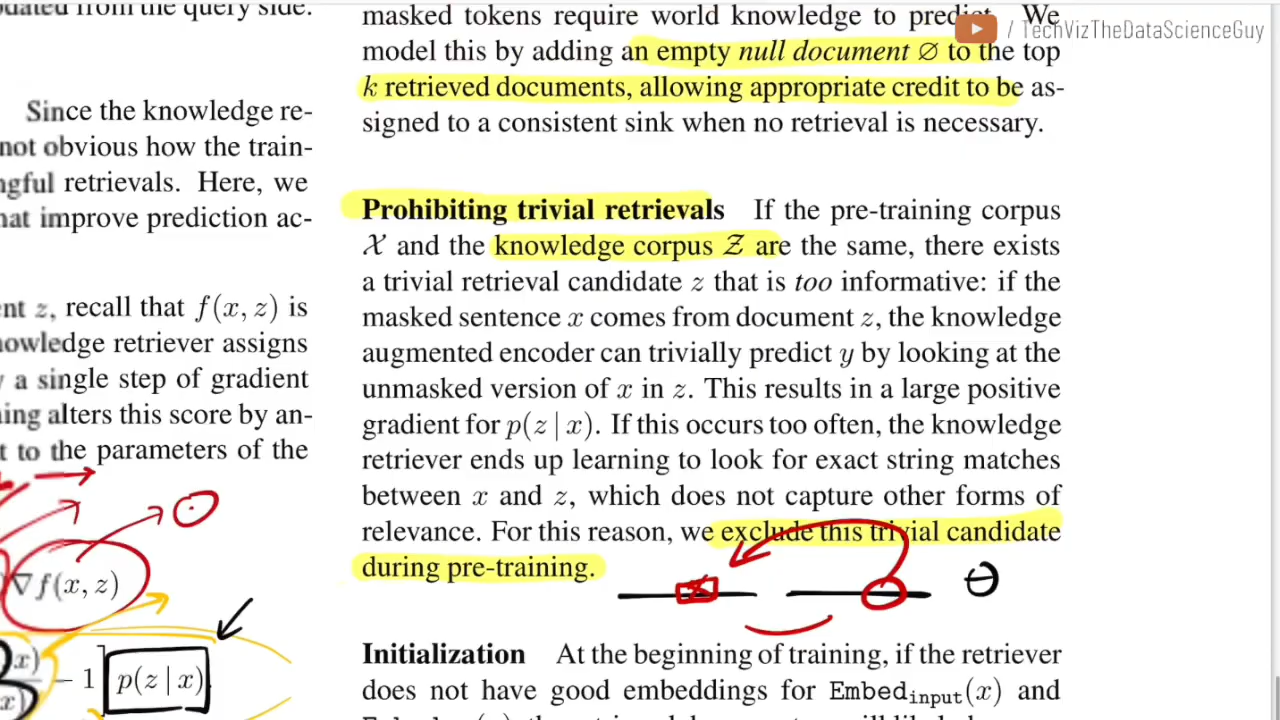 from the query side.
Since the knowledge re-
not obvious how the train-
retrievals. Here, we
improve prediction ac-
z, recall that f(x, z) is
retriever assigns
a single step of gradient
alters this score by an-
to the parameters of the
∇f(x, z)
− 1] p(z | x)
masked tokens require world knowledge to predict. We
/ TechVizTheDataScienceGuy
model this by adding an empty null document ∅ to the top
k retrieved documents, allowing appropriate credit to be as-
signed to a consistent sink when no retrieval is necessary.
Prohibiting trivial retrievals If the pre-training corpus
𝒳 and the knowledge corpus 𝒵 are the same, there exists
a trivial retrieval candidate z that is too informative: if the
masked sentence x comes from document z, the knowledge
augmented encoder can trivially predict y by looking at the
unmasked version of x in z. This results in a large positive
gradient for p(z | x). If this occurs too often, the knowledge
retriever ends up learning to look for exact string matches
between x and z, which does not capture other forms of
relevance. For this reason, we exclude this trivial candidate
during pre-training.
θ
Initialization At the beginning of training, if the retriever
does not have good embeddings for Embed_input(x) and